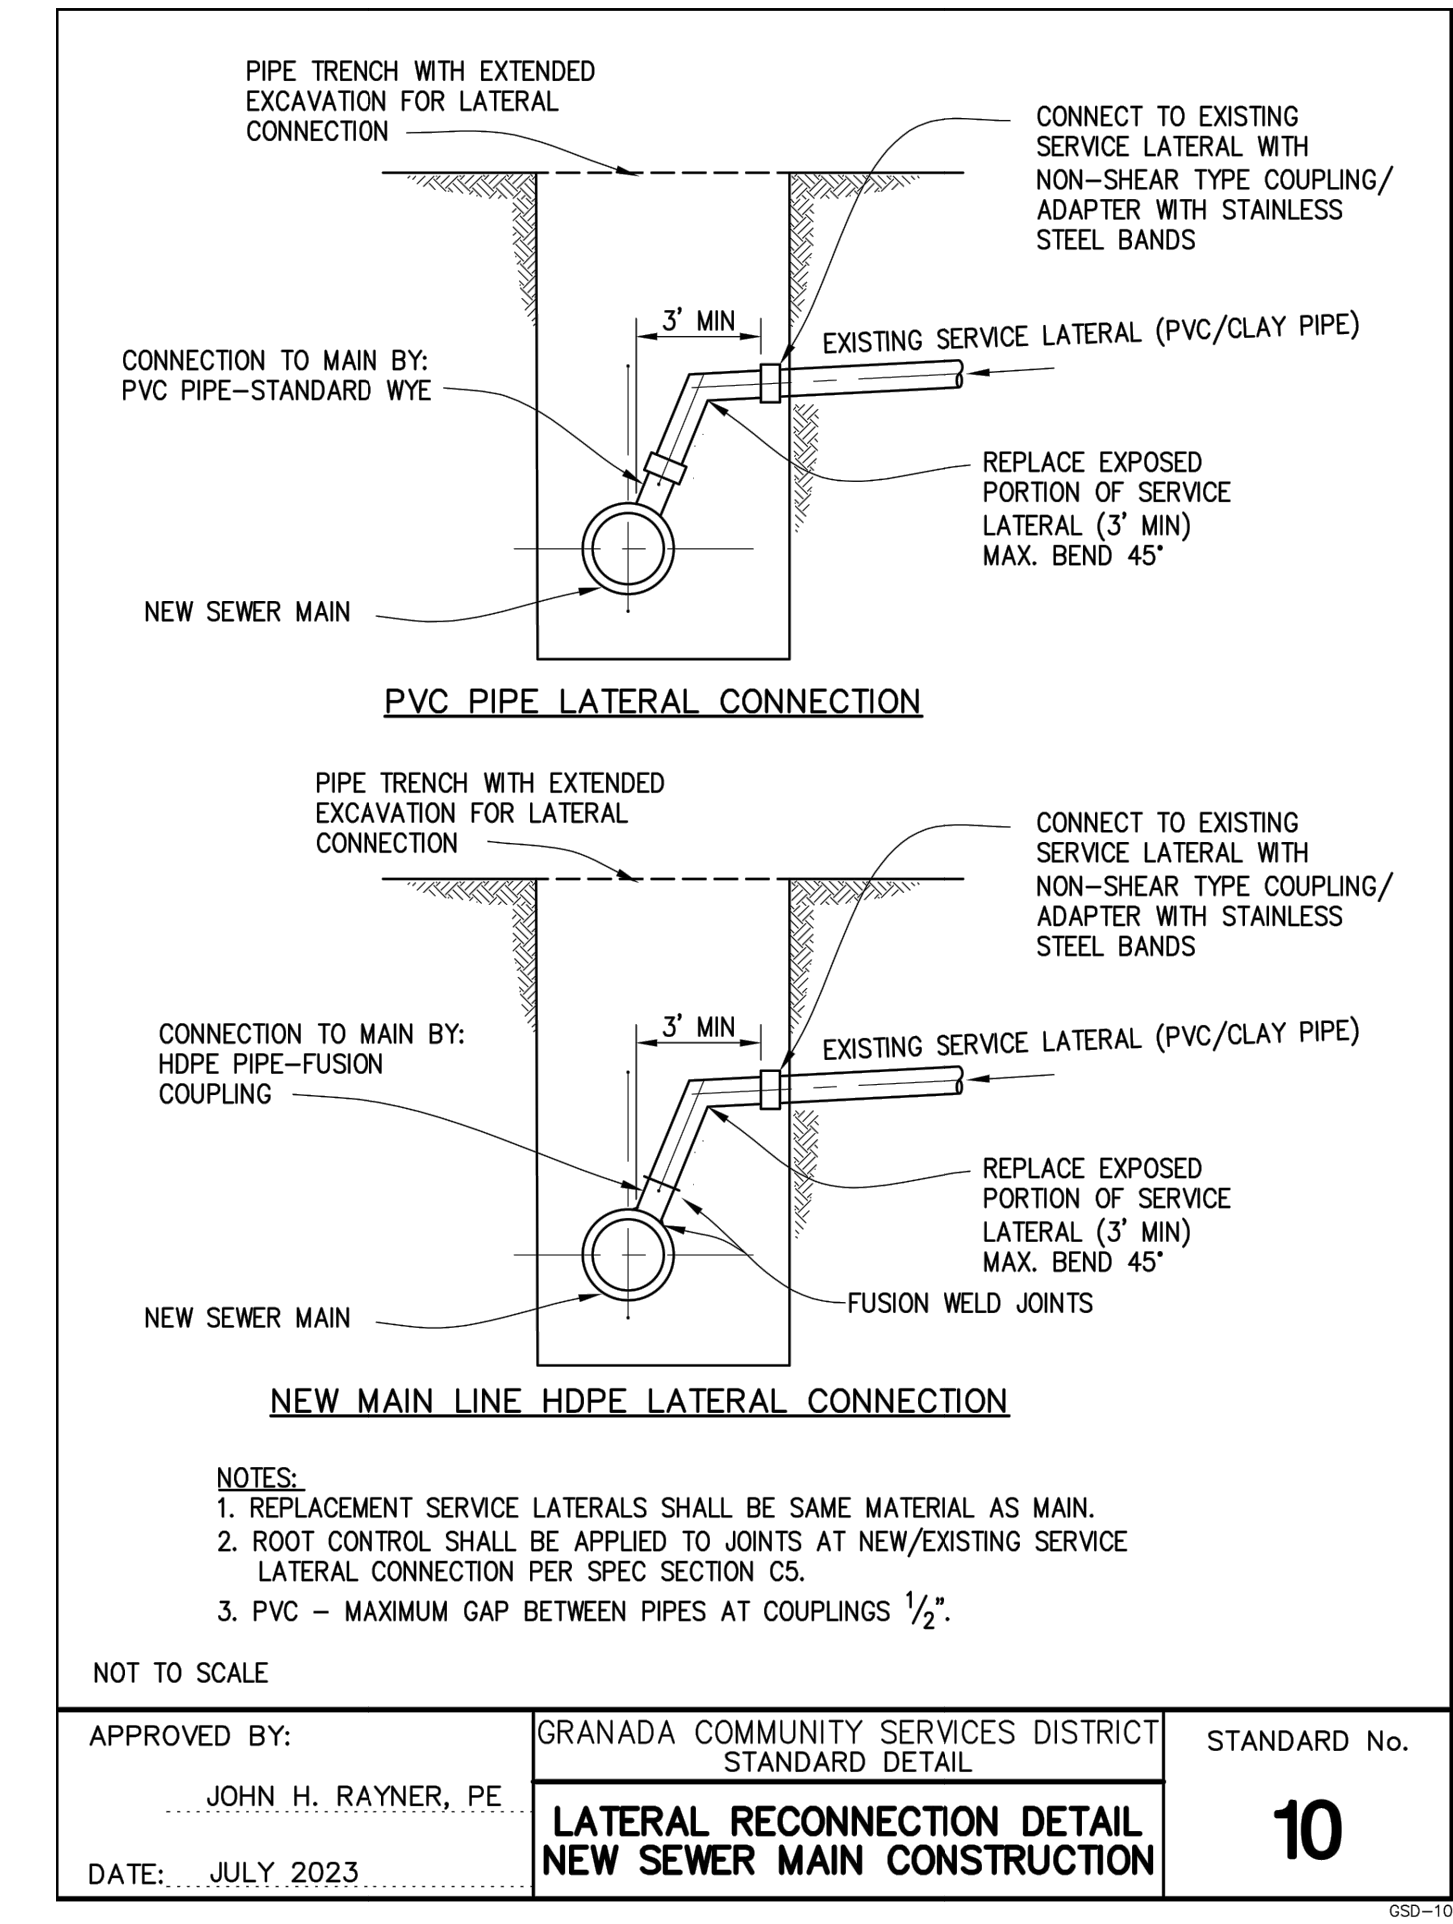 PIPE TRENCH WITH EXTENDED
EXCAVATION FOR LATERAL
CONNECTION
CONNECT TO EXISTING
SERVICE LATERAL WITH
NON-SHEAR TYPE COUPLING/
ADAPTER WITH STAINLESS
STEEL BANDS
3' MIN
EXISTING SERVICE LATERAL (PVC/CLAY PIPE)
CONNECTION TO MAIN BY:
PVC PIPE-STANDARD WYE
REPLACE EXPOSED
PORTION OF SERVICE
LATERAL (3' MIN)
MAX. BEND 45°
NEW SEWER MAIN
PVC PIPE LATERAL CONNECTION
PIPE TRENCH WITH EXTENDED
EXCAVATION FOR LATERAL
CONNECTION
CONNECT TO EXISTING
SERVICE LATERAL WITH
NON-SHEAR TYPE COUPLING/
ADAPTER WITH STAINLESS
STEEL BANDS
3' MIN
EXISTING SERVICE LATERAL (PVC/CLAY PIPE)
CONNECTION TO MAIN BY:
HDPE PIPE-FUSION
COUPLING
REPLACE EXPOSED
PORTION OF SERVICE
LATERAL (3' MIN)
MAX. BEND 45°
FUSION WELD JOINTS
NEW SEWER MAIN
NEW MAIN LINE HDPE LATERAL CONNECTION
NOTES:
1. REPLACEMENT SERVICE LATERALS SHALL BE SAME MATERIAL AS MAIN.
2. ROOT CONTROL SHALL BE APPLIED TO JOINTS AT NEW/EXISTING SERVICE
LATERAL CONNECTION PER SPEC SECTION C5.
3. PVC - MAXIMUM GAP BETWEEN PIPES AT COUPLINGS 1/2".
NOT TO SCALE
APPROVED BY:
JOHN H. RAYNER, PE
DATE: JULY 2023
GRANADA COMMUNITY SERVICES DISTRICT
STANDARD DETAIL
LATERAL RECONNECTION DETAIL
NEW SEWER MAIN CONSTRUCTION
STANDARD No.
10
GSD-10